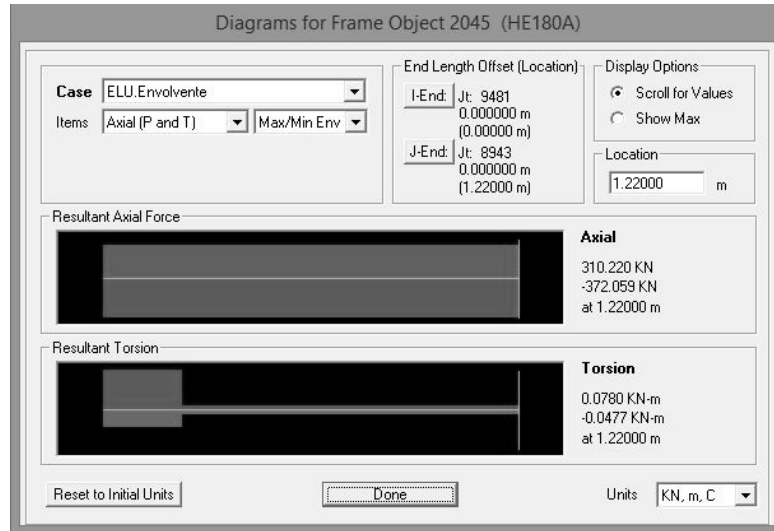 Diagrams for Frame Object 2045 (HE180A)
Case ELU.Envolvente
Items Axial (P and T) Max/Min Env
End Length Offset (Location)
I-End: Jt: 9481
0.000000 m
(0.00000 m)
J-End: Jt: 8943
0.000000 m
(1.22000 m)
Display Options
Scroll for Values
Show Max
Location
1.22000 m
Resultant Axial Force
Axial
310.220 KN
-372.059 KN
at 1.22000 m
Resultant Torsion
Torsion
0.0780 KN-m
-0.0477 KN-m
at 1.22000 m
Reset to Initial Units
Done
Units KN, m, C